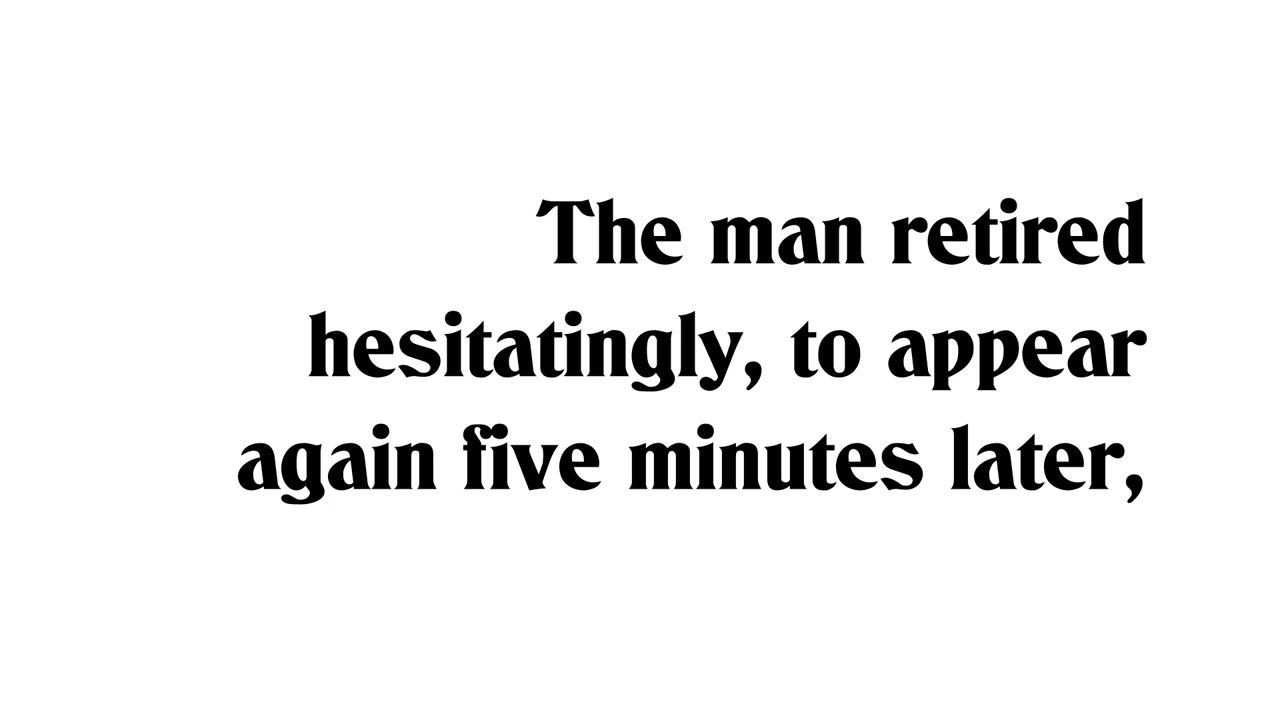 The man retired
hesitatingly, to appear
again five minutes later,